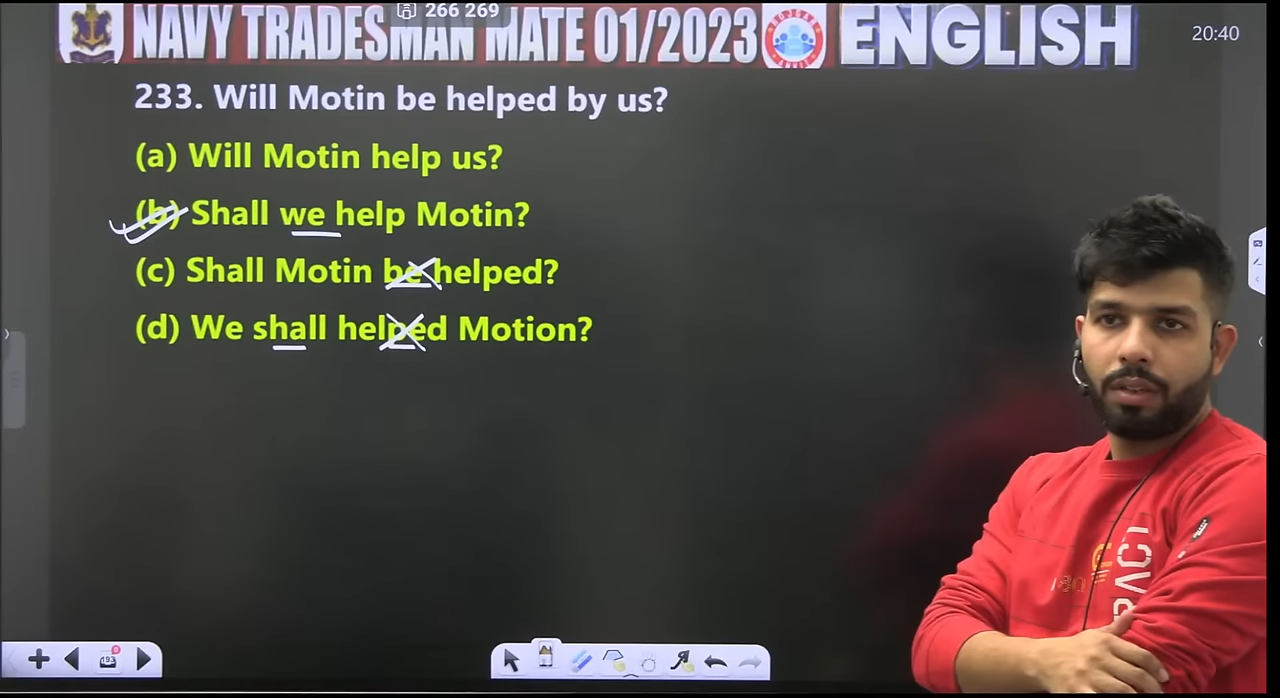 266 269
NAVY TRADESMAN MATE 01/2023 ENGLISH
20:40
233. Will Motin be helped by us?
(a) Will Motin help us?
(b) Shall we help Motin?
(c) Shall Motin be helped?
(d) We shall helped Motion?
193